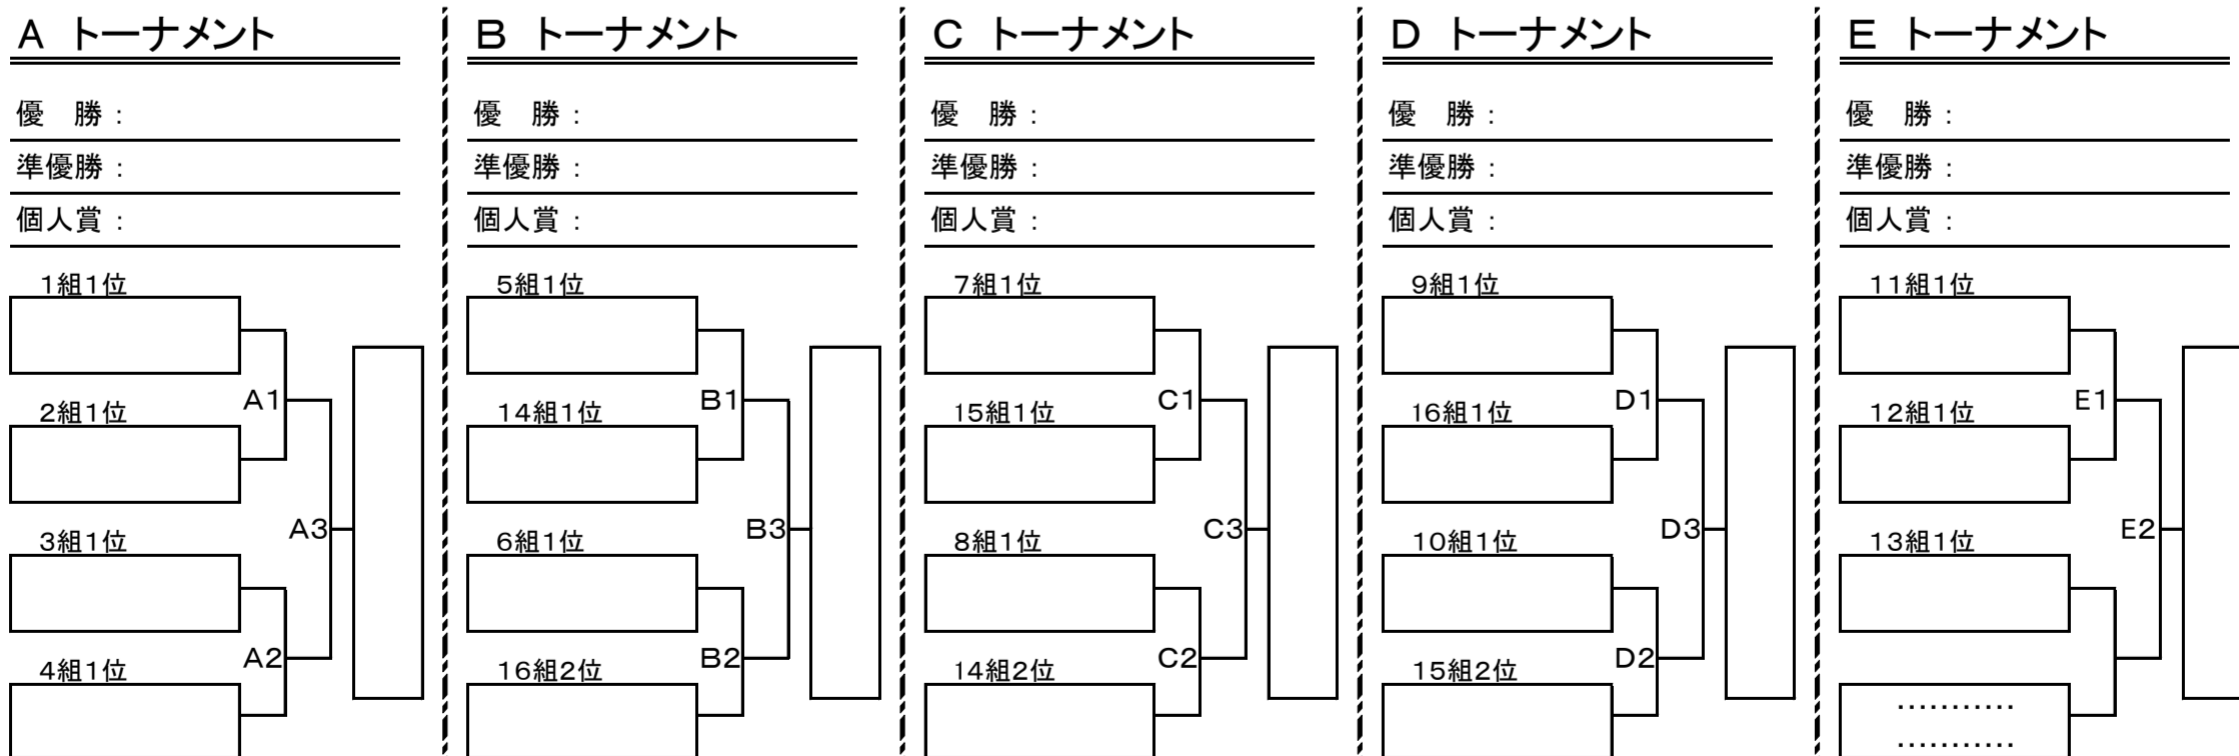 A トーナメント
優　勝：
準優勝：
個人賞：
1組1位
A1
2組1位
A3
3組1位
A2
4組1位
B トーナメント
優　勝：
準優勝：
個人賞：
5組1位
B1
14組1位
B3
6組1位
B2
16組2位
C トーナメント
優　勝：
準優勝：
個人賞：
7組1位
C1
15組1位
C3
8組1位
C2
14組2位
D トーナメント
優　勝：
準優勝：
個人賞：
9組1位
D1
16組1位
D3
10組1位
D2
15組2位
E トーナメント
優　勝：
準優勝：
個人賞：
11組1位
E1
12組1位
E2
13組1位
………..
………..